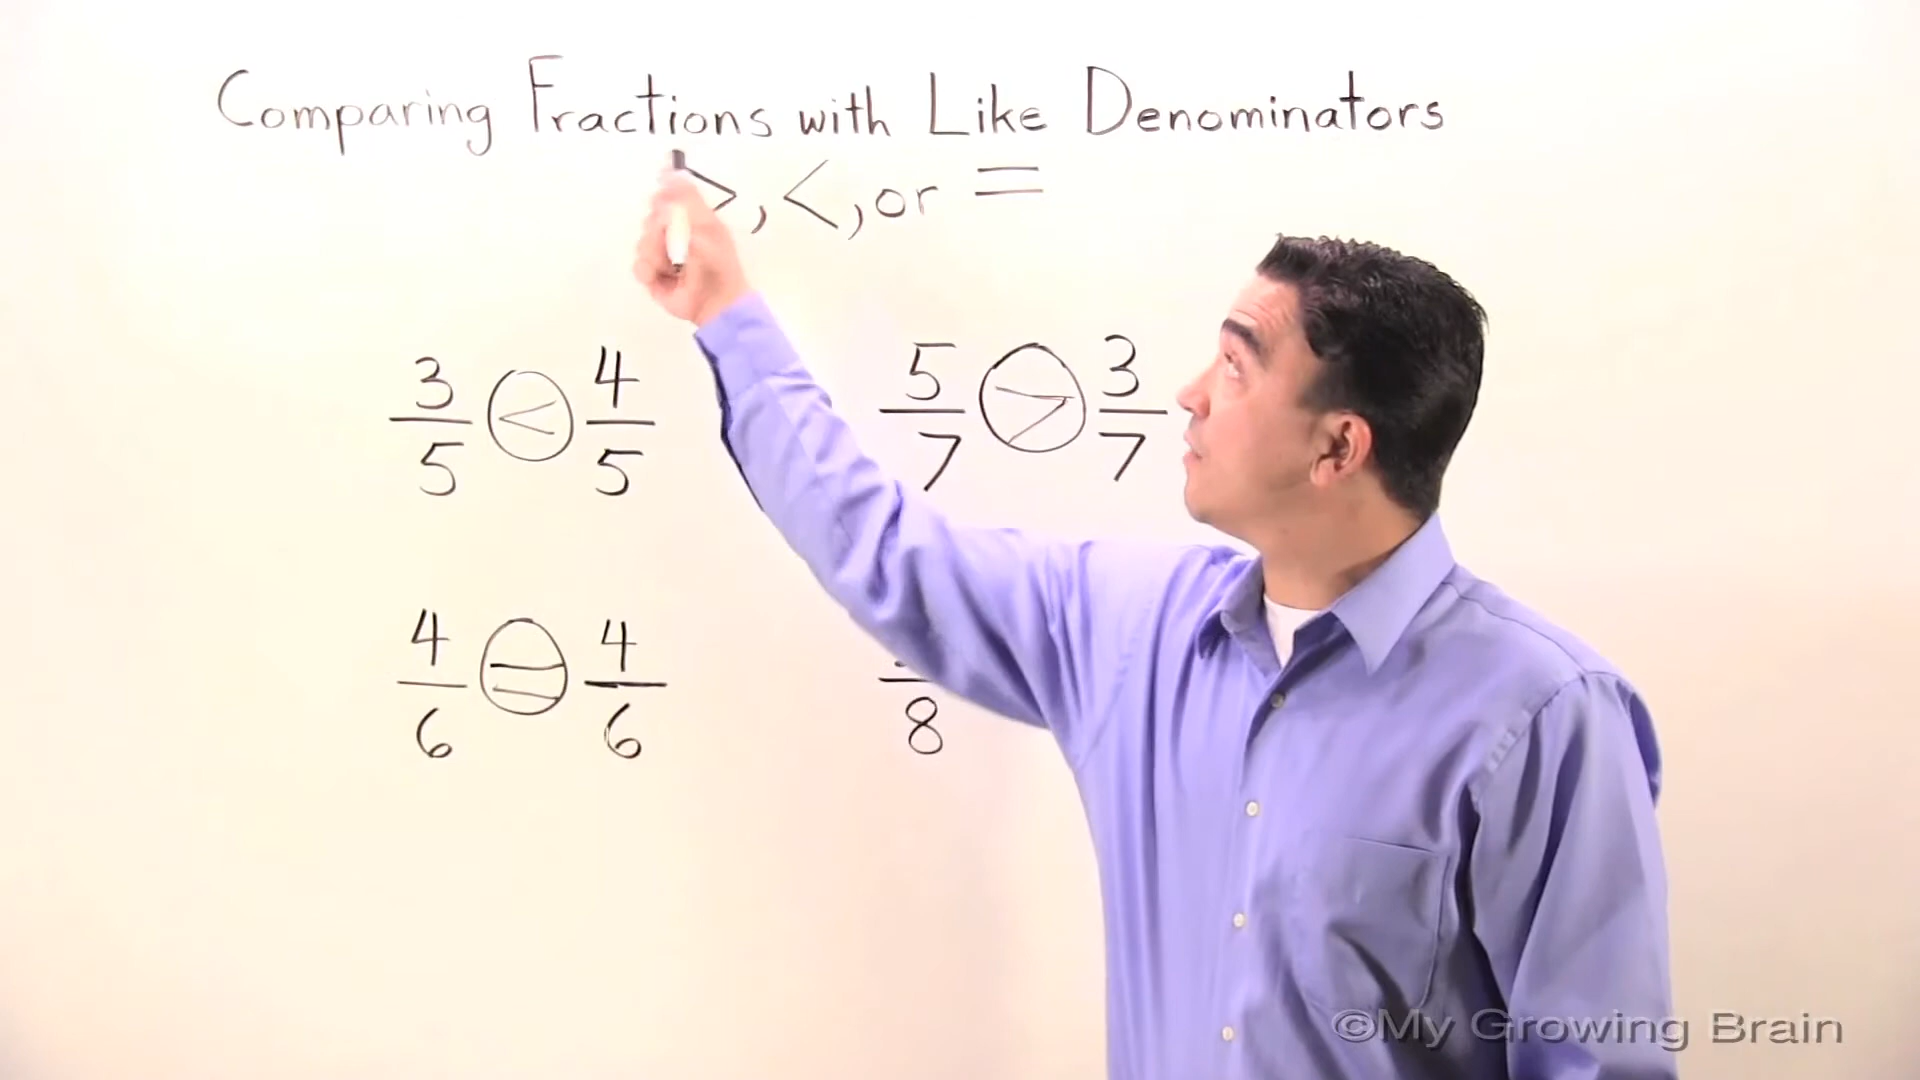 Comparing Fractions with Like Denominators
>, <, or =
3/5 < 4/5
5/7 > 3/7
4/6 = 4/6
8
©My Growing Brain